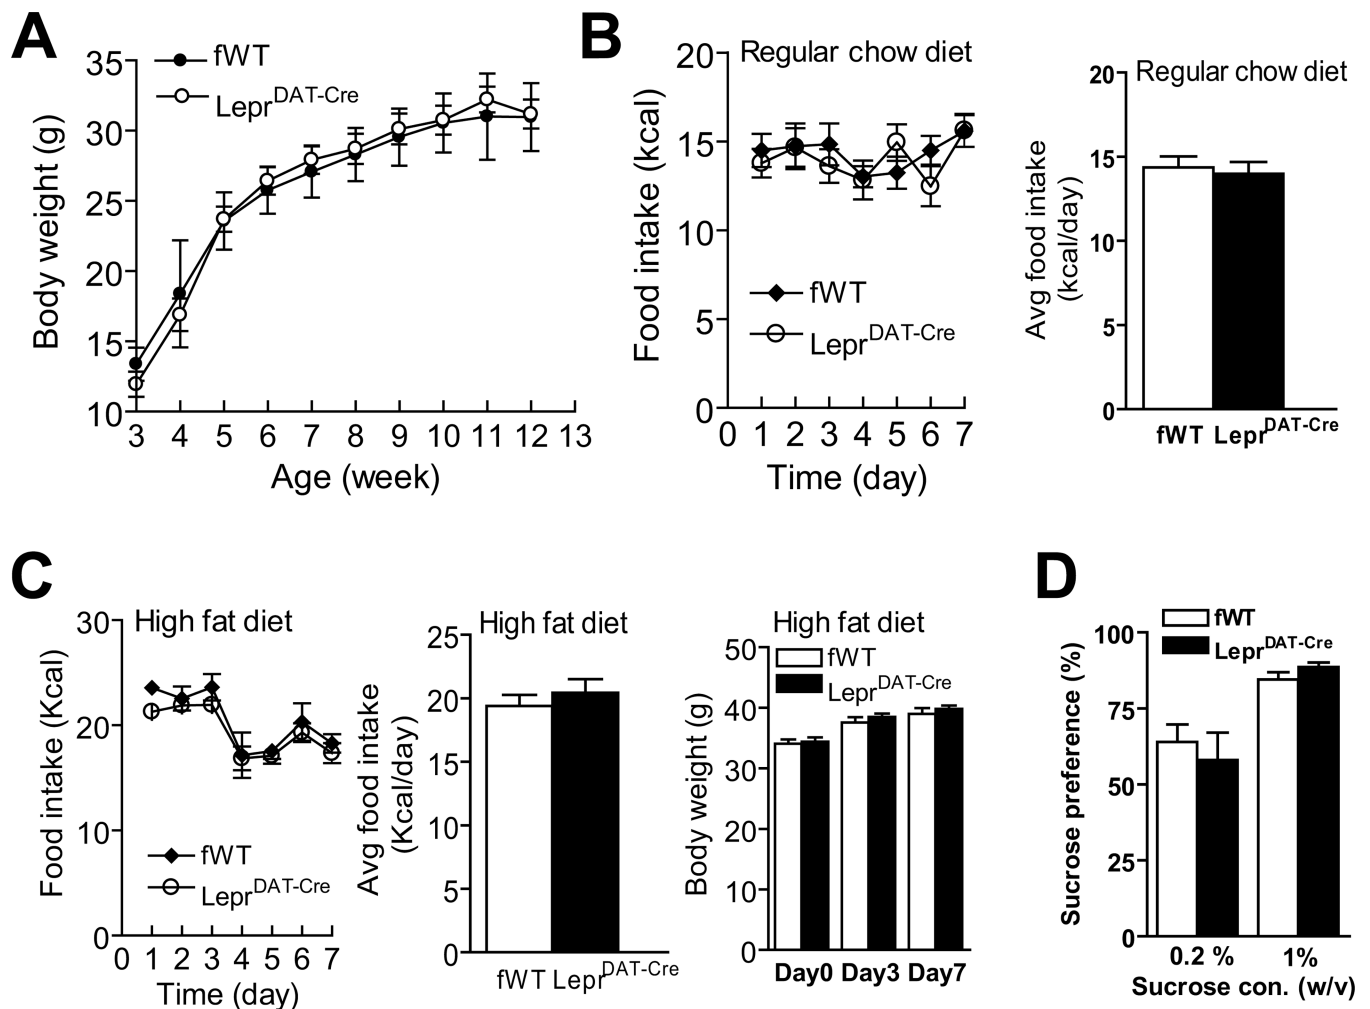 A
fWT
Lepr DAT-Cre
Body weight (g)
35
30
25
20
15
10
3 4 5 6 7 8 9 10 11 12 13
Age (week)
B
Regular chow diet
Food intake (kcal)
20
15
10
5
0
fWT
Lepr DAT-Cre
0 1 2 3 4 5 6 7
Time (day)
Regular chow diet
Avg food intake
(kcal/day)
20
15
10
5
0
fWT Lepr DAT-Cre
C
High fat diet
Food intake (Kcal)
30
20
10
0
fWT
Lepr DAT-Cre
0 1 2 3 4 5 6 7
Time (day)
High fat diet
Avg food intake
(Kcal/day)
25
20
15
10
5
0
fWT Lepr DAT-Cre
High fat diet
fWT
Lepr DAT-Cre
Body weight (g)
50
40
30
20
10
0
Day0 Day3 Day7
D
fWT
Lepr DAT-Cre
Sucrose preference (%)
100
75
50
25
0
0.2 % 1%
Sucrose con. (w/v)